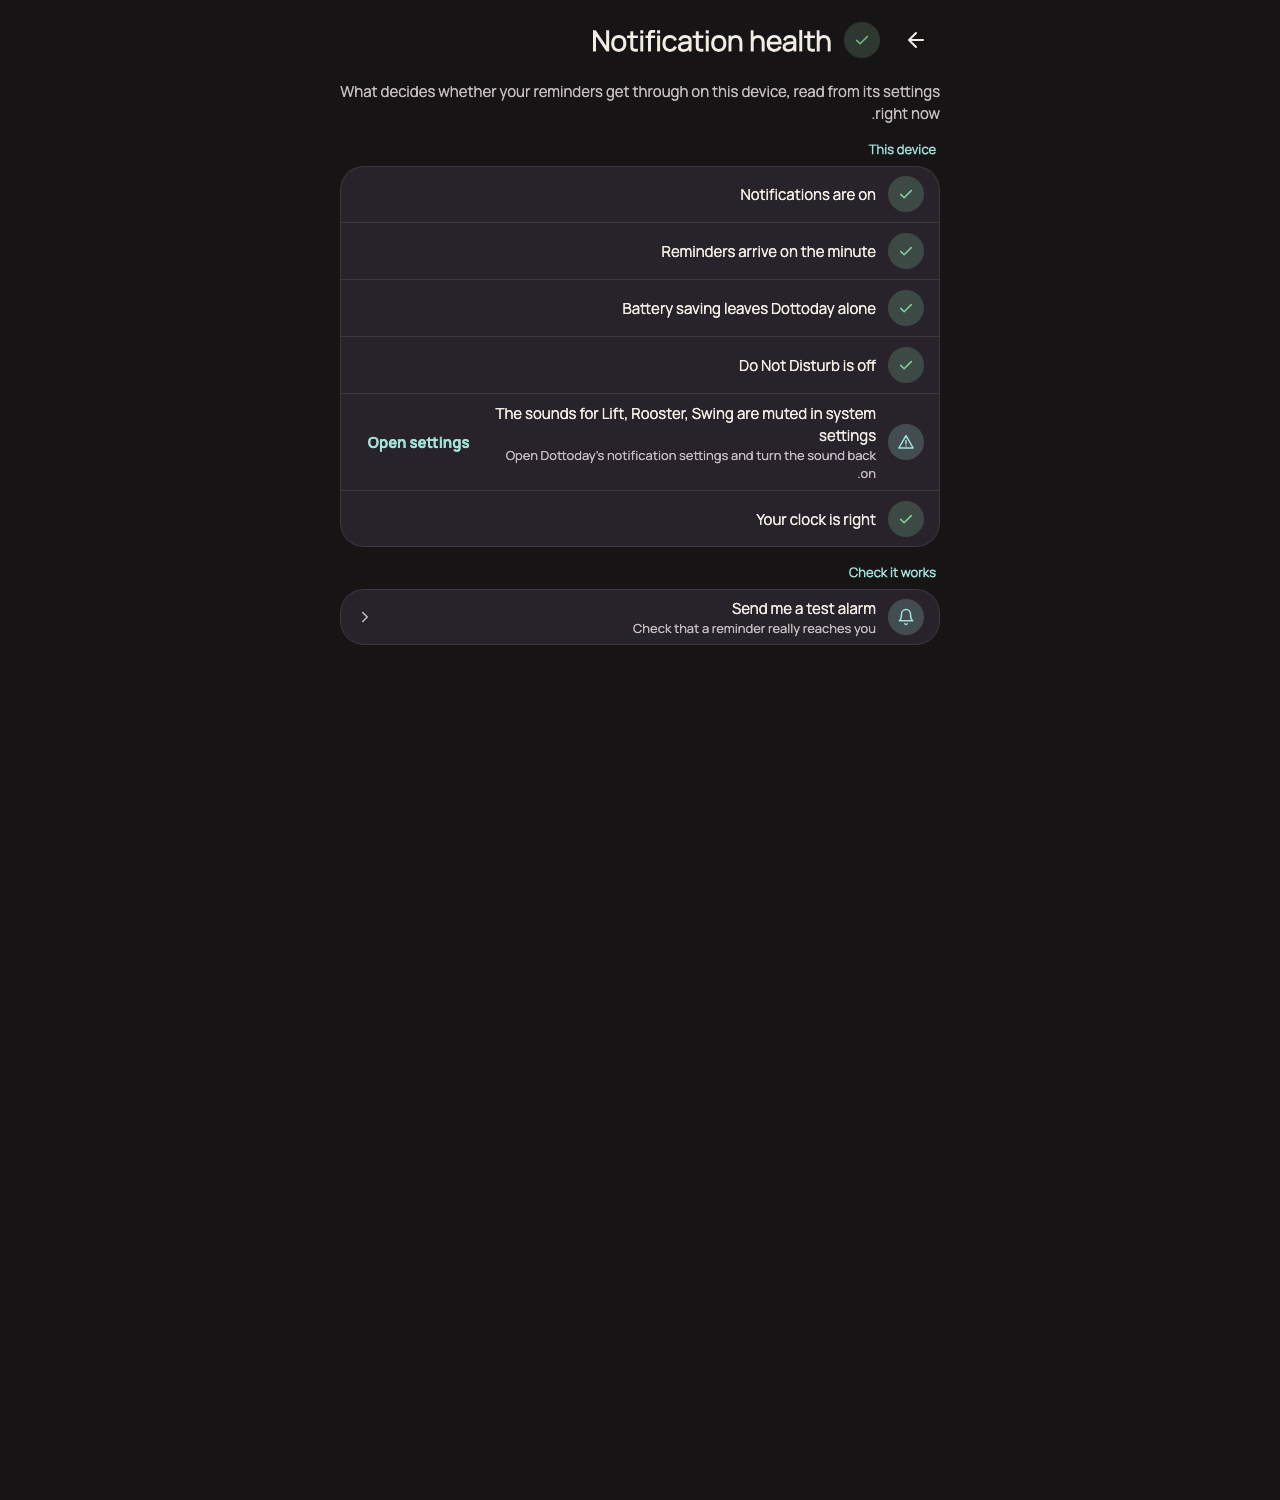 Notification health
What decides whether your reminders get through on this device, read from its settings
.right now
This device
Notifications are on
Reminders arrive on the minute
Battery saving leaves Dottoday alone
Do Not Disturb is off
The sounds for Lift, Rooster, Swing are muted in system
settings
Open Dottoday's notification settings and turn the sound back
.on
Open settings
Your clock is right
Check it works
Send me a test alarm
Check that a reminder really reaches you